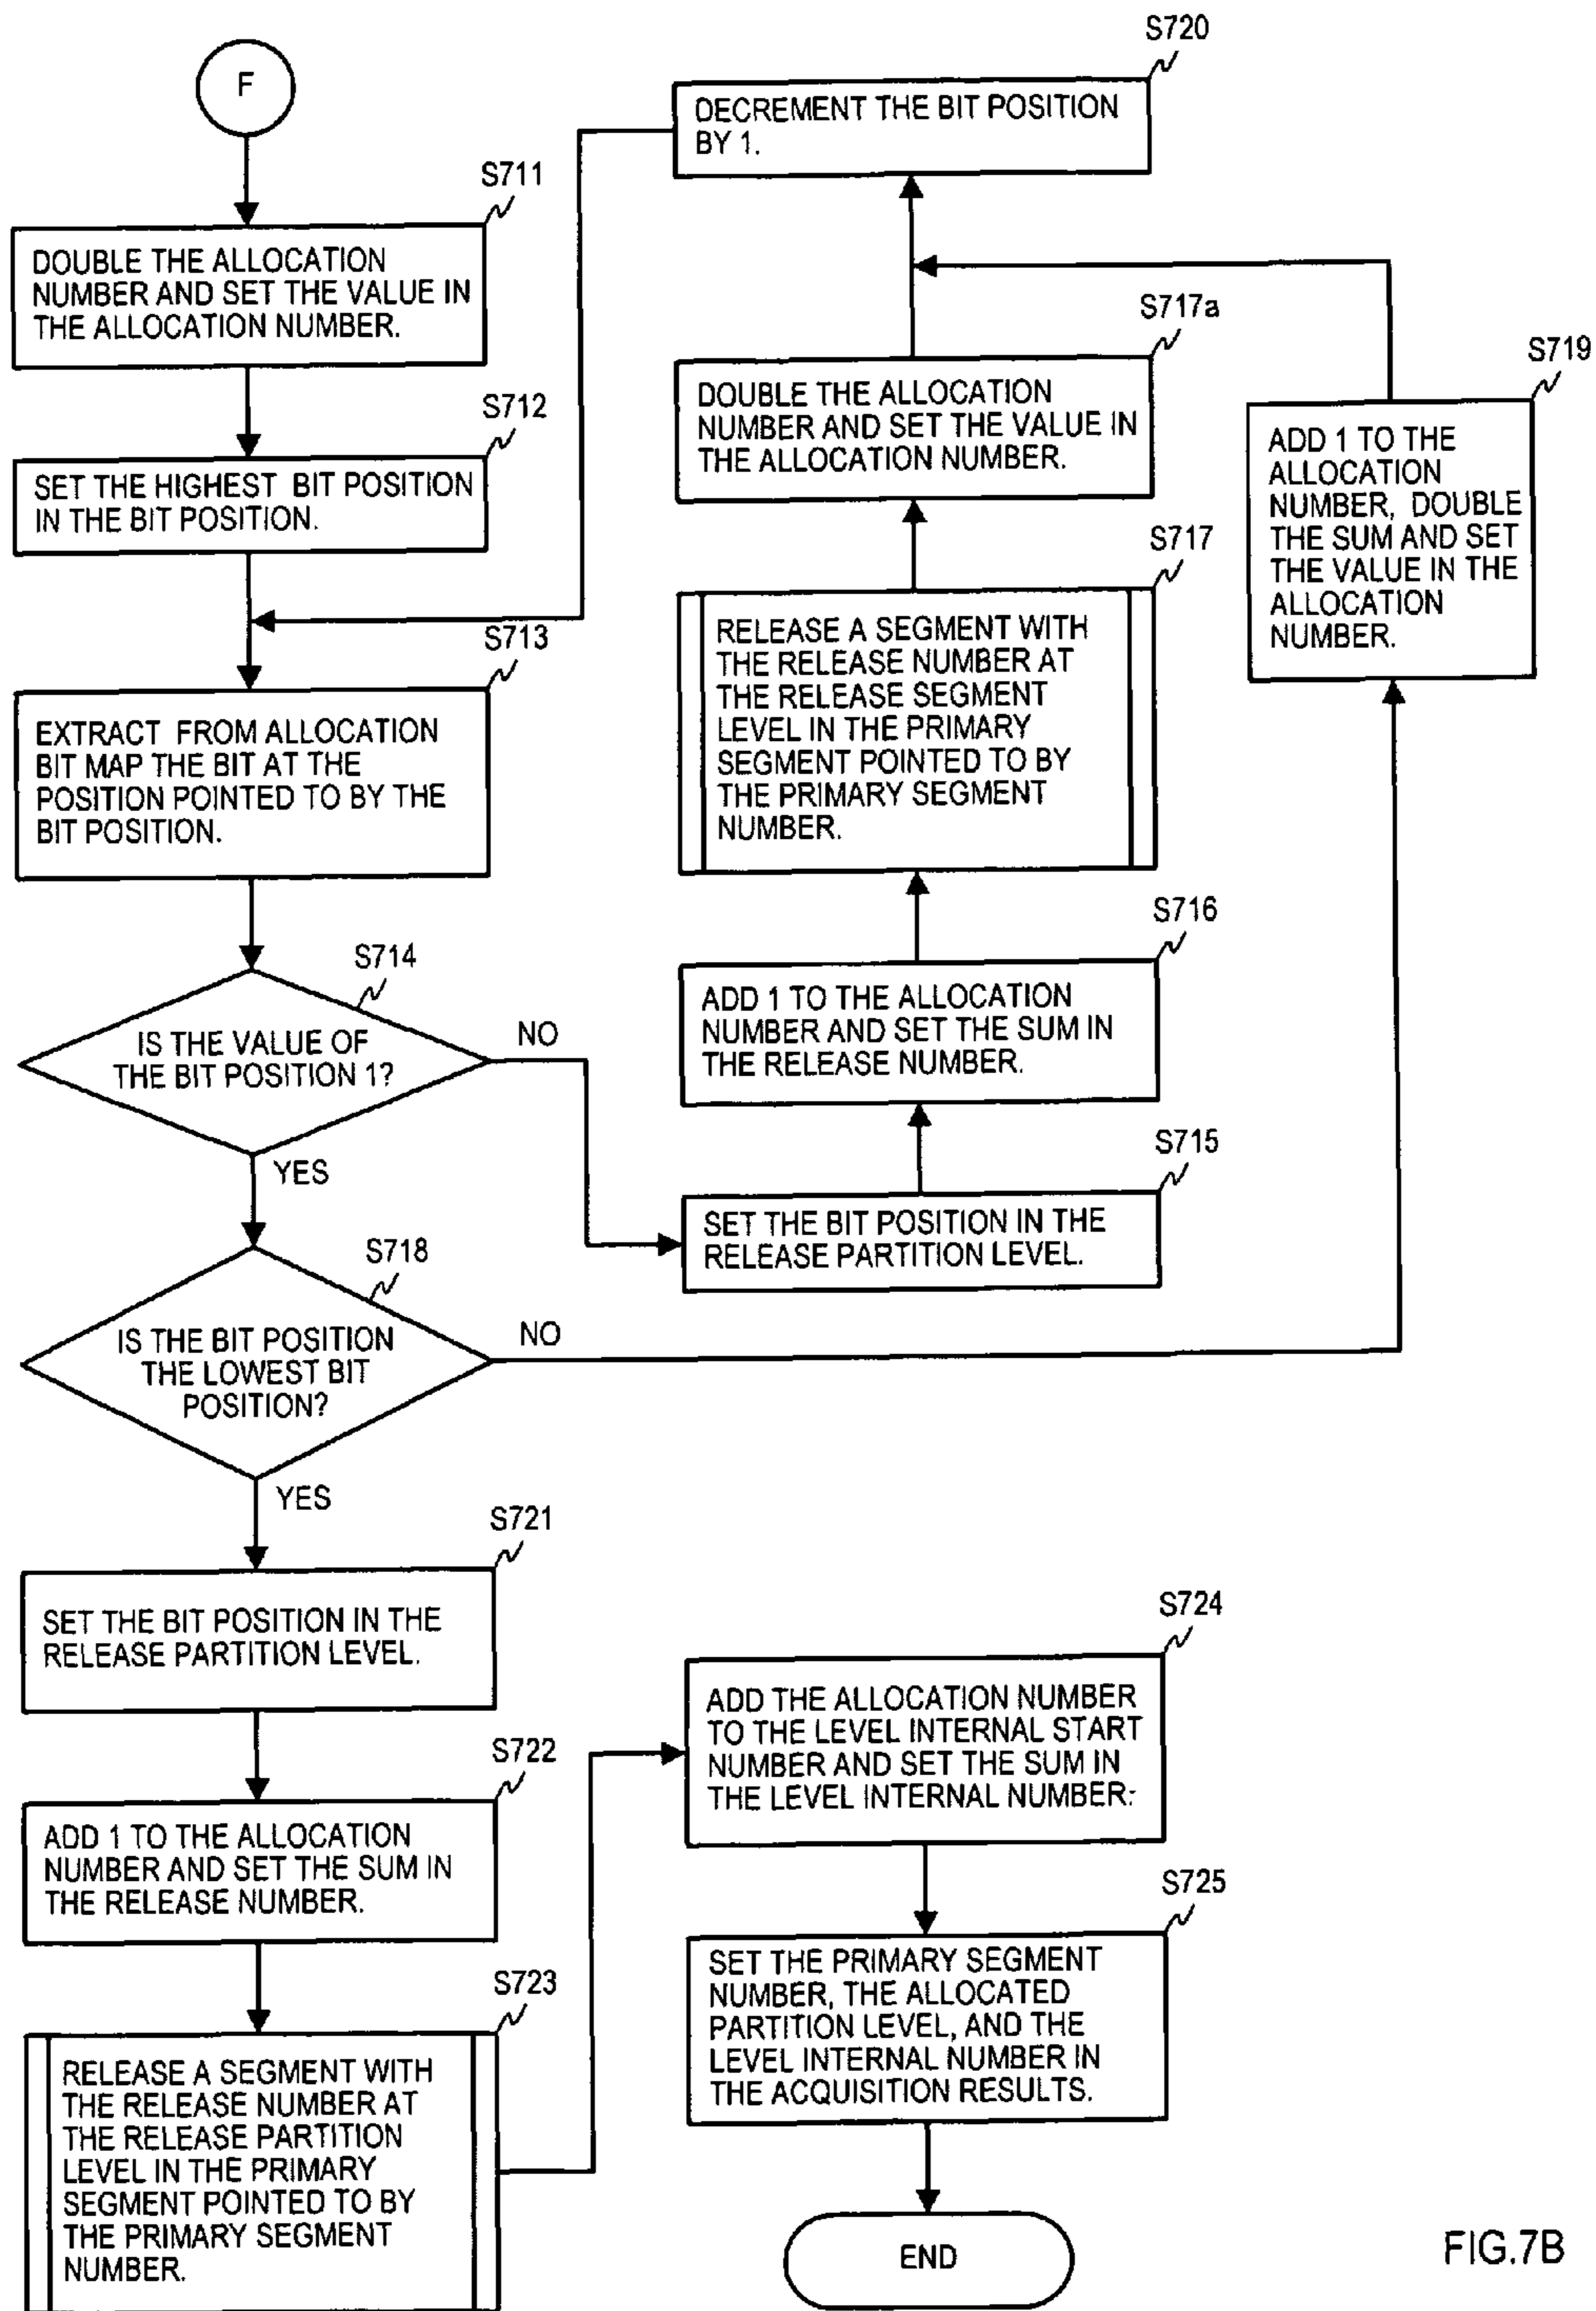 F
S711
DOUBLE THE ALLOCATION
NUMBER AND SET THE VALUE IN
THE ALLOCATION NUMBER.
S712
SET THE HIGHEST BIT POSITION
IN THE BIT POSITION.
S713
EXTRACT FROM ALLOCATION
BIT MAP THE BIT AT THE
POSITION POINTED TO BY THE
BIT POSITION.
S714
IS THE VALUE OF
THE BIT POSITION 1?
NO
YES
S718
IS THE BIT POSITION
THE LOWEST BIT
POSITION?
NO
YES
S721
SET THE BIT POSITION IN THE
RELEASE PARTITION LEVEL.
S722
ADD 1 TO THE ALLOCATION
NUMBER AND SET THE SUM IN
THE RELEASE NUMBER.
S723
RELEASE A SEGMENT WITH
THE RELEASE NUMBER AT
THE RELEASE PARTITION
LEVEL IN THE PRIMARY
SEGMENT POINTED TO BY
THE PRIMARY SEGMENT
NUMBER.
S720
DECREMENT THE BIT POSITION
BY 1.
S717a
DOUBLE THE ALLOCATION
NUMBER AND SET THE VALUE IN
THE ALLOCATION NUMBER.
S717
RELEASE A SEGMENT WITH
THE RELEASE NUMBER AT
THE RELEASE SEGMENT
LEVEL IN THE PRIMARY
SEGMENT POINTED TO BY
THE PRIMARY SEGMENT
NUMBER.
S716
ADD 1 TO THE ALLOCATION
NUMBER AND SET THE SUM IN
THE RELEASE NUMBER.
S715
SET THE BIT POSITION IN THE
RELEASE PARTITION LEVEL.
S719
ADD 1 TO THE
ALLOCATION
NUMBER, DOUBLE
THE SUM AND SET
THE VALUE IN THE
ALLOCATION
NUMBER.
S724
ADD THE ALLOCATION NUMBER
TO THE LEVEL INTERNAL START
NUMBER AND SET THE SUM IN
THE LEVEL INTERNAL NUMBER.
S725
SET THE PRIMARY SEGMENT
NUMBER, THE ALLOCATED
PARTITION LEVEL, AND THE
LEVEL INTERNAL NUMBER IN
THE ACQUISITION RESULTS.
END
FIG.7B